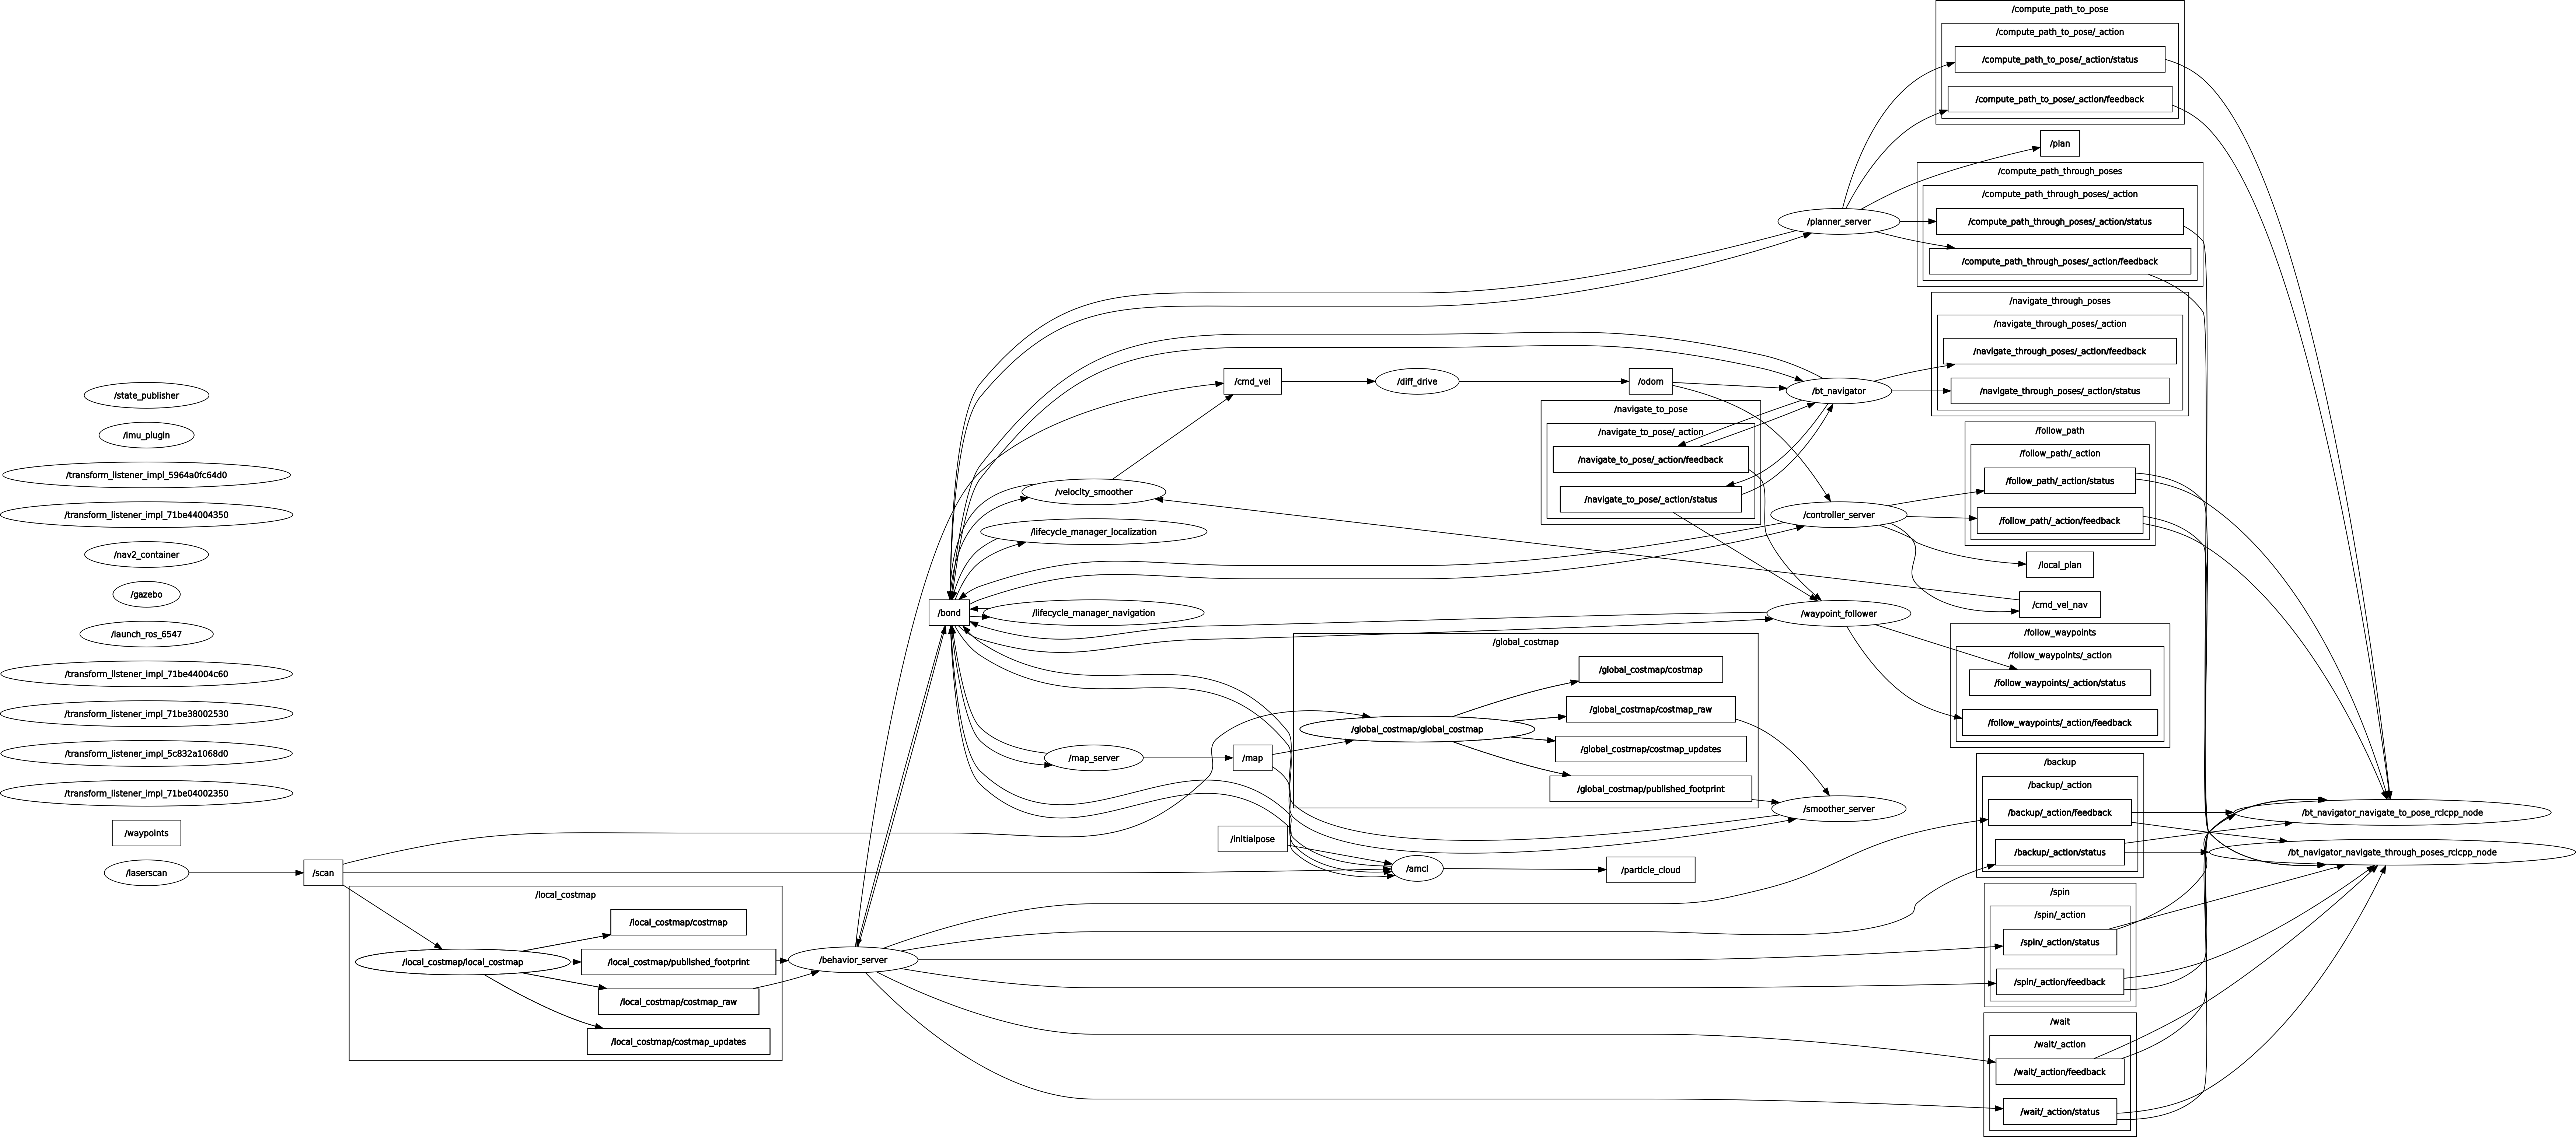 /compute_path_to_pose
/compute_path_to_pose/_action
/compute_path_to_pose/_action/status
/compute_path_to_pose/_action/feedback
/plan
/compute_path_through_poses
/compute_path_through_poses/_action
/planner_server
/compute_path_through_poses/_action/status
/compute_path_through_poses/_action/feedback
/navigate_through_poses
/navigate_through_poses/_action
/navigate_through_poses/_action/feedback
/navigate_through_poses/_action/status
/cmd_vel
/diff_drive
/odom
/bt_navigator
/state_publisher
/imu_plugin
/transform_listener_impl_5964a0fc64d0
/transform_listener_impl_71be44004350
/nav2_container
/gazebo
/launch_ros_6547
/transform_listener_impl_71be44004c60
/transform_listener_impl_71be38002530
/transform_listener_impl_5c832a1068d0
/transform_listener_impl_71be04002350
/waypoints
/laserscan
/scan
/navigate_to_pose
/navigate_to_pose/_action
/navigate_to_pose/_action/feedback
/navigate_to_pose/_action/status
/follow_path
/follow_path/_action
/follow_path/_action/status
/follow_path/_action/feedback
/velocity_smoother
/lifecycle_manager_localization
/controller_server
/local_plan
/cmd_vel_nav
/bond
/lifecycle_manager_navigation
/waypoint_follower
/follow_waypoints
/follow_waypoints/_action
/follow_waypoints/_action/status
/follow_waypoints/_action/feedback
/global_costmap
/global_costmap/costmap
/global_costmap/costmap_raw
/global_costmap/global_costmap
/global_costmap/costmap_updates
/global_costmap/published_footprint
/map_server
/map
/smoother_server
/initialpose
/amcl
/particle_cloud
/backup
/backup/_action
/backup/_action/feedback
/backup/_action/status
/bt_navigator_navigate_to_pose_rclcpp_node
/bt_navigator_navigate_through_poses_rclcpp_node
/local_costmap
/local_costmap/costmap
/local_costmap/local_costmap
/local_costmap/published_footprint
/local_costmap/costmap_raw
/local_costmap/costmap_updates
/behavior_server
/spin
/spin/_action
/spin/_action/status
/spin/_action/feedback
/wait
/wait/_action
/wait/_action/feedback
/wait/_action/status